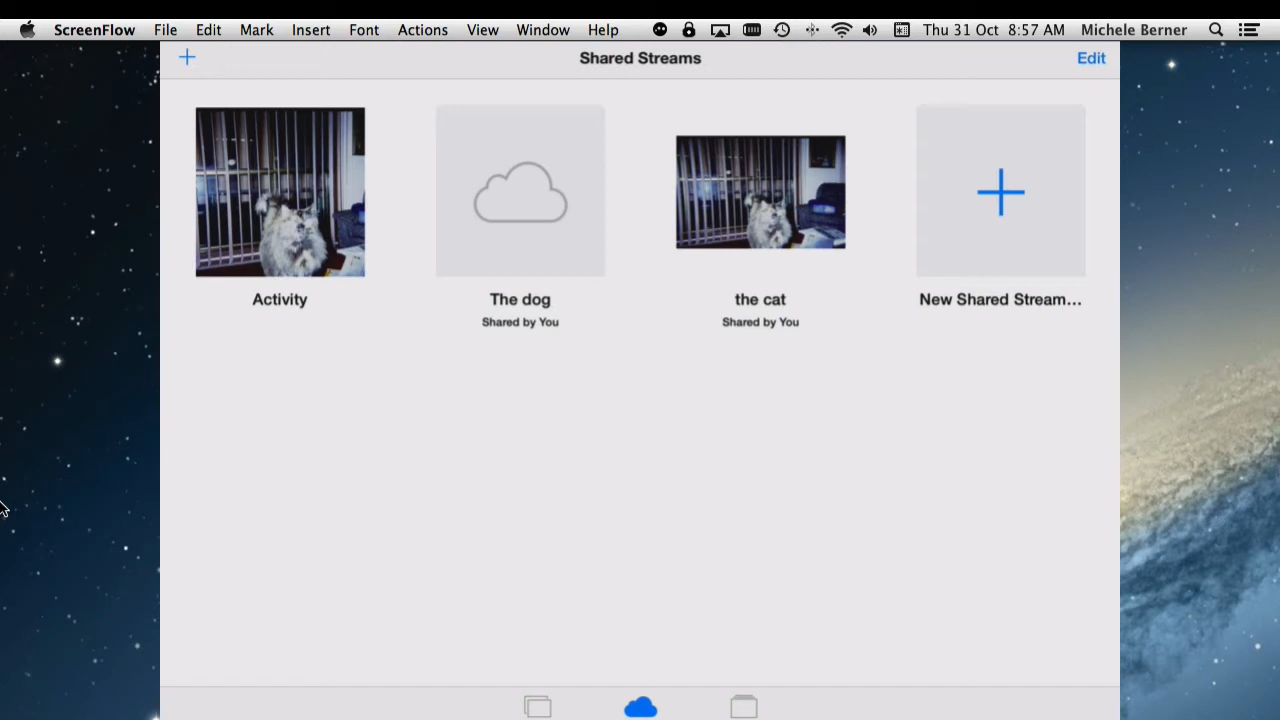 ScreenFlow File Edit Mark Insert Font Actions View Window Help Thu 31 Oct 8:57 AM Michele Berner
Shared Streams Edit
Activity The dog the cat New Shared Stream...
Shared by You Shared by You